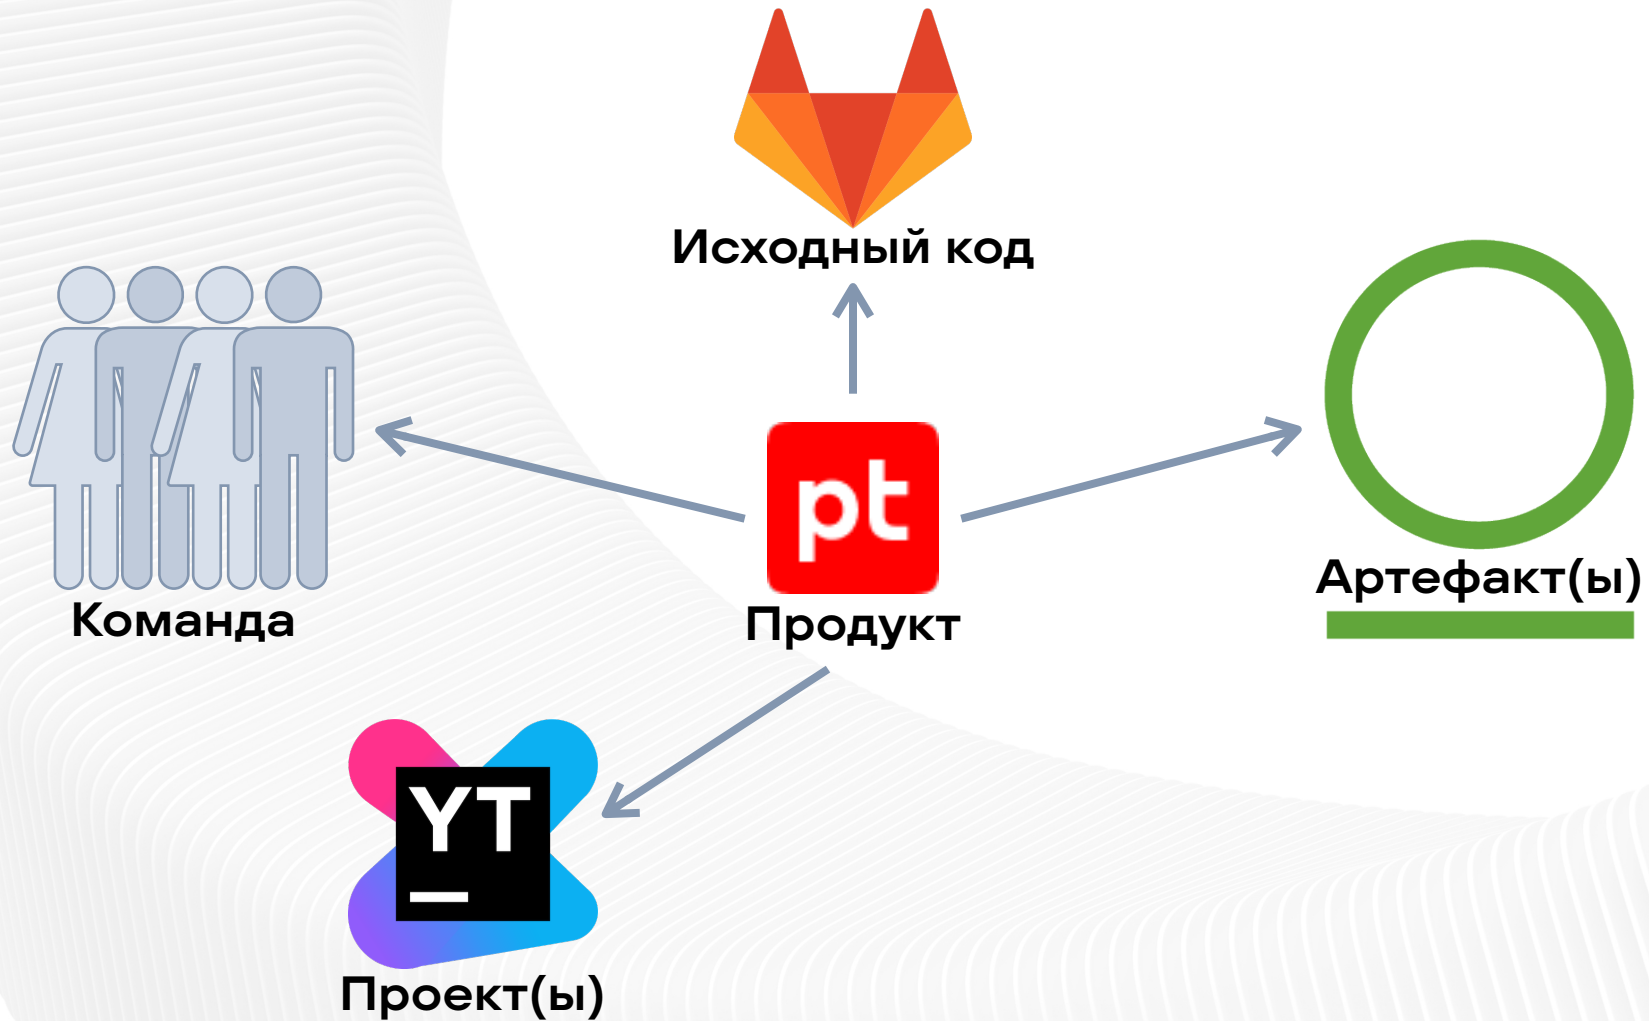 Исходный код
Команда
pt
Продукт
Артефакт(ы)
YT
Проект(ы)